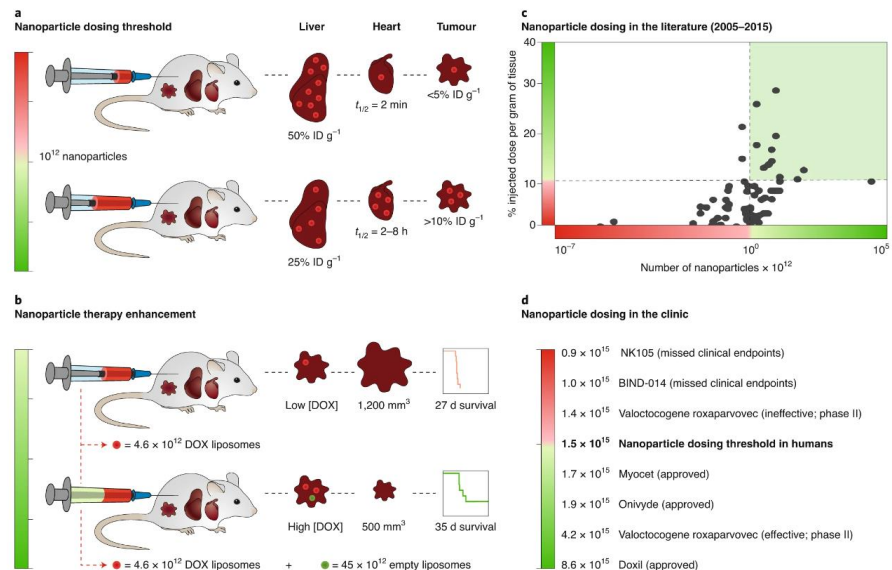 a
Nanoparticle dosing threshold
Liver
Heart
Tumour
10¹² nanoparticles
50% ID g⁻¹
t₁/₂ = 2 min
<5% ID g⁻¹
25% ID g⁻¹
t₁/₂ = 2–8 h
>10% ID g⁻¹
b
Nanoparticle therapy enhancement
Low [DOX]
1,200 mm³
27 d survival
= 4.6 × 10¹² DOX liposomes
High [DOX]
500 mm³
35 d survival
= 4.6 × 10¹² DOX liposomes + = 45 × 10¹² empty liposomes
c
Nanoparticle dosing in the literature (2005–2015)
% injected dose per gram of tissue
40
30
20
10
0
10⁻⁷
10⁰
10⁵
Number of nanoparticles × 10¹²
d
Nanoparticle dosing in the clinic
0.9 × 10¹⁵ NK105 (missed clinical endpoints)
1.0 × 10¹⁵ BIND-014 (missed clinical endpoints)
1.4 × 10¹⁵ Valoctocogene roxaparvovec (ineffective; phase II)
1.5 × 10¹⁵ Nanoparticle dosing threshold in humans
1.7 × 10¹⁵ Myocet (approved)
1.9 × 10¹⁵ Onivyde (approved)
4.2 × 10¹⁵ Valoctocogene roxaparvovec (effective; phase II)
8.6 × 10¹⁵ Doxil (approved)